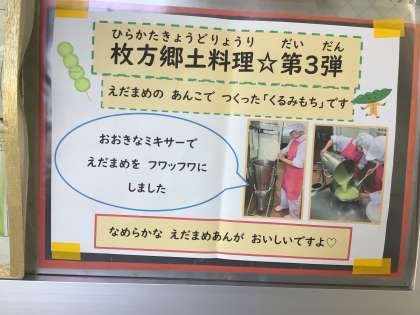 ひらかたきょうどりょうり だい だん
枚方郷土料理☆第3弾
えだまめの あんこで つくった「くるみもち」です
おおきなミキサーで
えだまめを フワッフワに
しました
なめらかな えだまめあんが おいしいですよ♡